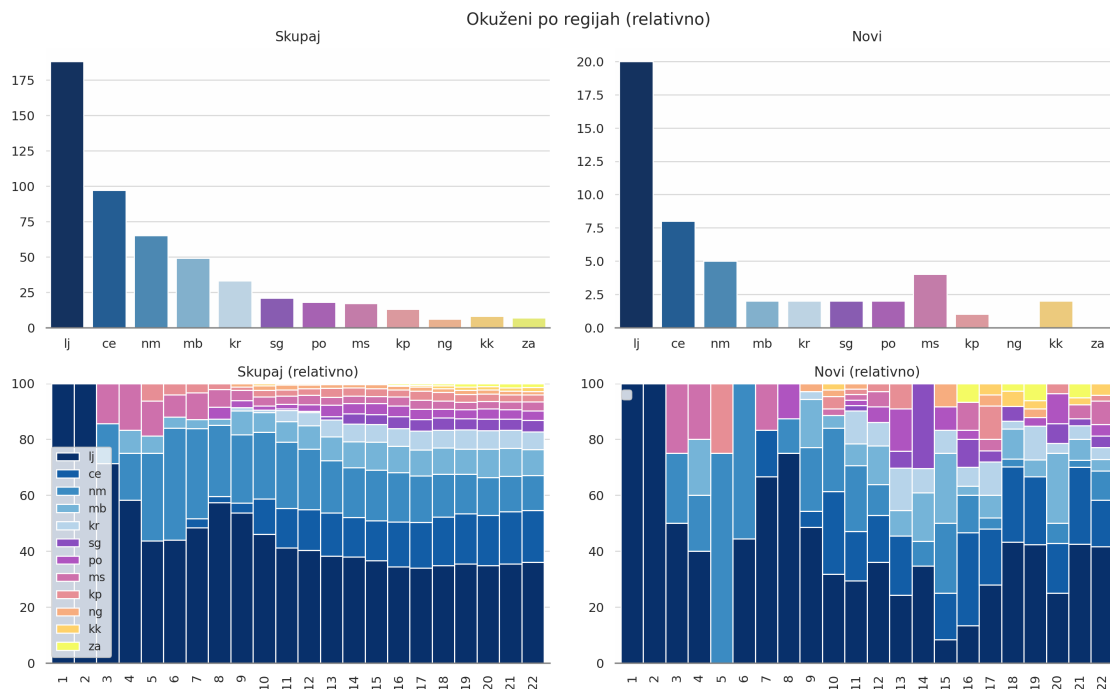 Okuženi po regijah (relativno)
Skupaj
Novi
175
150
125
100
75
50
25
0
lj ce nm mb kr sg po ms kp ng kk za
20.0
17.5
15.0
12.5
10.0
7.5
5.0
2.5
0.0
lj ce nm mb kr sg po ms kp ng kk za
Skupaj (relativno)
Novi (relativno)
100
80
60
40
20
0
lj
ce
nm
mb
kr
sg
po
ms
kp
ng
kk
za
1 2 3 4 5 6 7 8 9 10 11 12 13 14 15 16 17 18 19 20 21 22
100
80
60
40
20
0
1 2 3 4 5 6 7 8 9 10 11 12 13 14 15 16 17 18 19 20 21 22